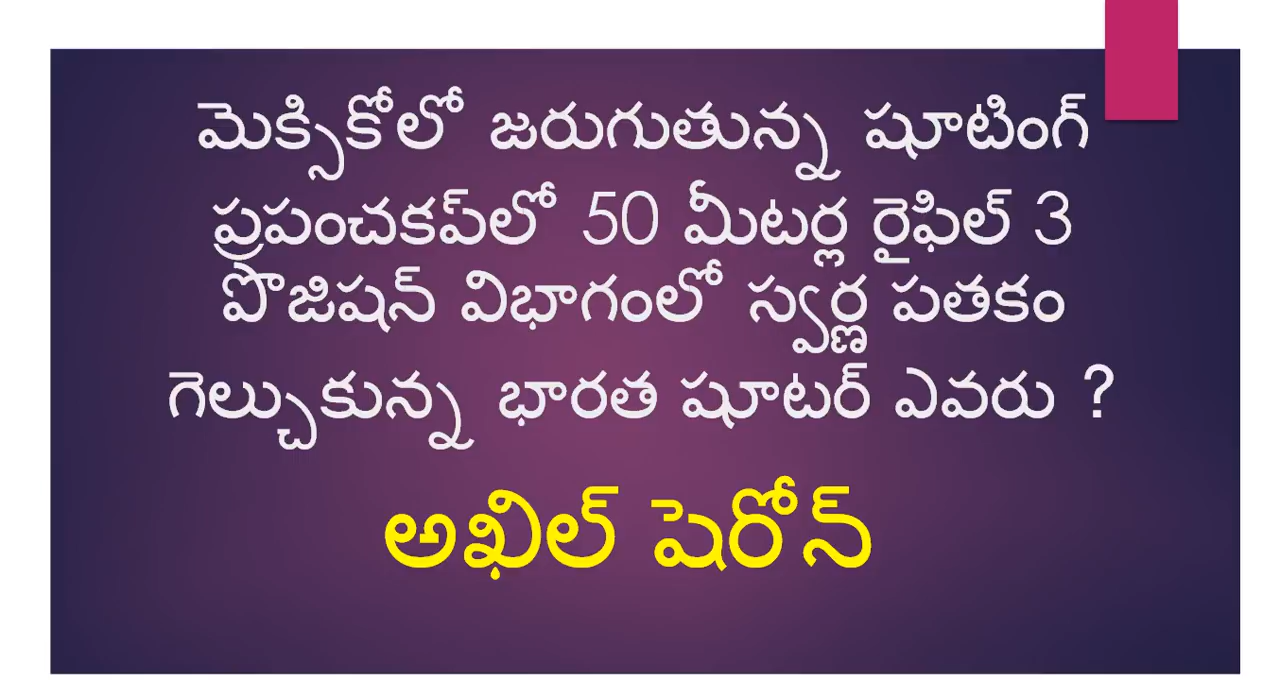 మెక్సికోలో జరుగుతున్న షూటింగ్
ప్రపంచకప్‌లో 50 మీటర్ల రైఫిల్ 3
పొజిషన్ విభాగంలో స్వర్ణ పతకం
గెల్చుకున్న భారత షూటర్ ఎవరు ?
అఖిల్ షెరోన్